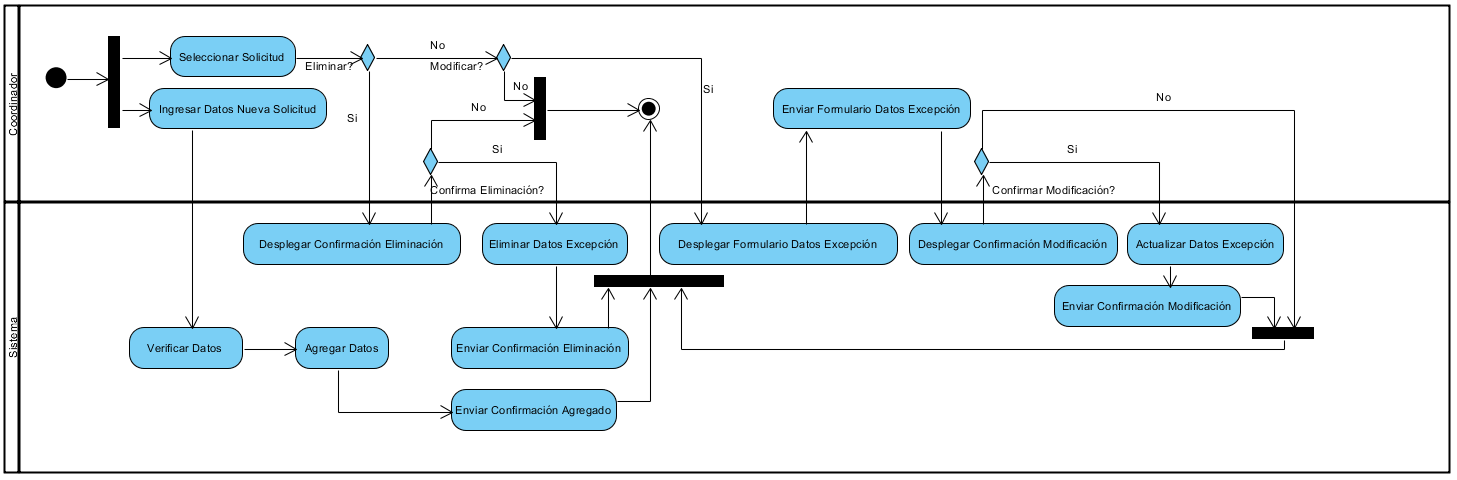 Coordinador
Seleccionar Solicitud
Eliminar?
No
Modificar?
Si
No
Ingresar Datos Nueva Solicitud
Si
No
Si
Confirma Eliminación?
Enviar Formulario Datos Excepción
No
Si
Confirmar Modificación?
Sistema
Desplegar Confirmación Eliminación
Eliminar Datos Excepción
Desplegar Formulario Datos Excepción
Desplegar Confirmación Modificación
Actualizar Datos Excepción
Enviar Confirmación Modificación
Verificar Datos
Agregar Datos
Enviar Confirmación Eliminación
Enviar Confirmación Agregado